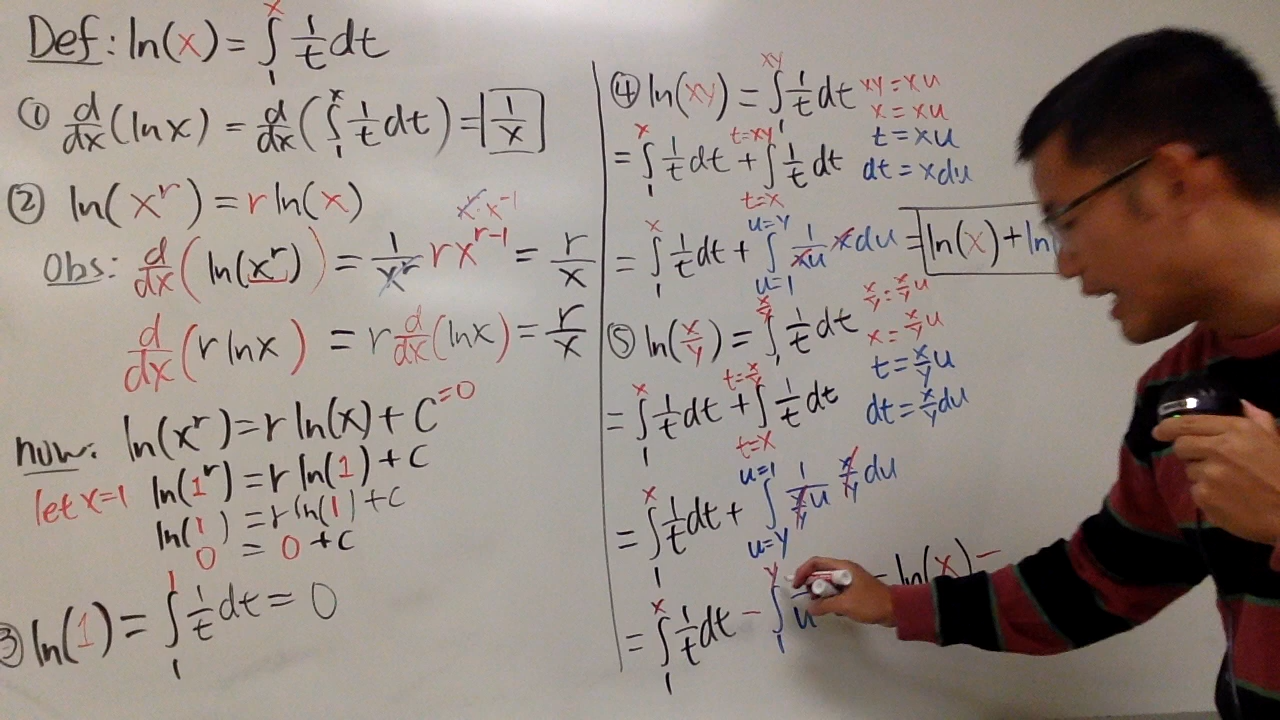 Def: ln(x) = ∫₁ˣ 1/t dt
① d/dx (ln x) = d/dx (∫₁ˣ 1/t dt) = 1/x
② ln(xʳ) = r ln(x)
x^r · x^-1
Obs: d/dx (ln(xʳ)) = 1/xʳ r x^(r-1) = r/x
d/dx (r ln x) = r d/dx (ln x) = r/x
now: ln(xʳ) = r ln(x) + C = 0
let x=1 ln(1ʳ) = r ln(1) + C
ln(1) = r ln(1) + C
0 = 0 + C
③ ln(1) = ∫₁¹ 1/t dt = 0
④ ln(xy) = ∫₁^(xy) 1/t dt xy = xu
x = xu
= ∫₁ˣ 1/t dt + ∫_(t=x)^(t=xy) 1/t dt t = xu
dt = x du
= ∫₁ˣ 1/t dt + ∫_(u=1)^(u=y) 1/(xu) x du = ln(x) + ln
⑤ ln(x/y) = ∫₁^(x/y) 1/t dt x/y = x/y u
x = x/y u
t = x/y u
= ∫₁ˣ 1/t dt + ∫_(t=x)^(t=x/y) 1/t dt dt = x/y du
= ∫₁ˣ 1/t dt + ∫_(u=y)^(u=1) 1/(x/y u) x/y du
= ∫₁ˣ 1/t dt − ∫₁^y 1/u = ln(x) −